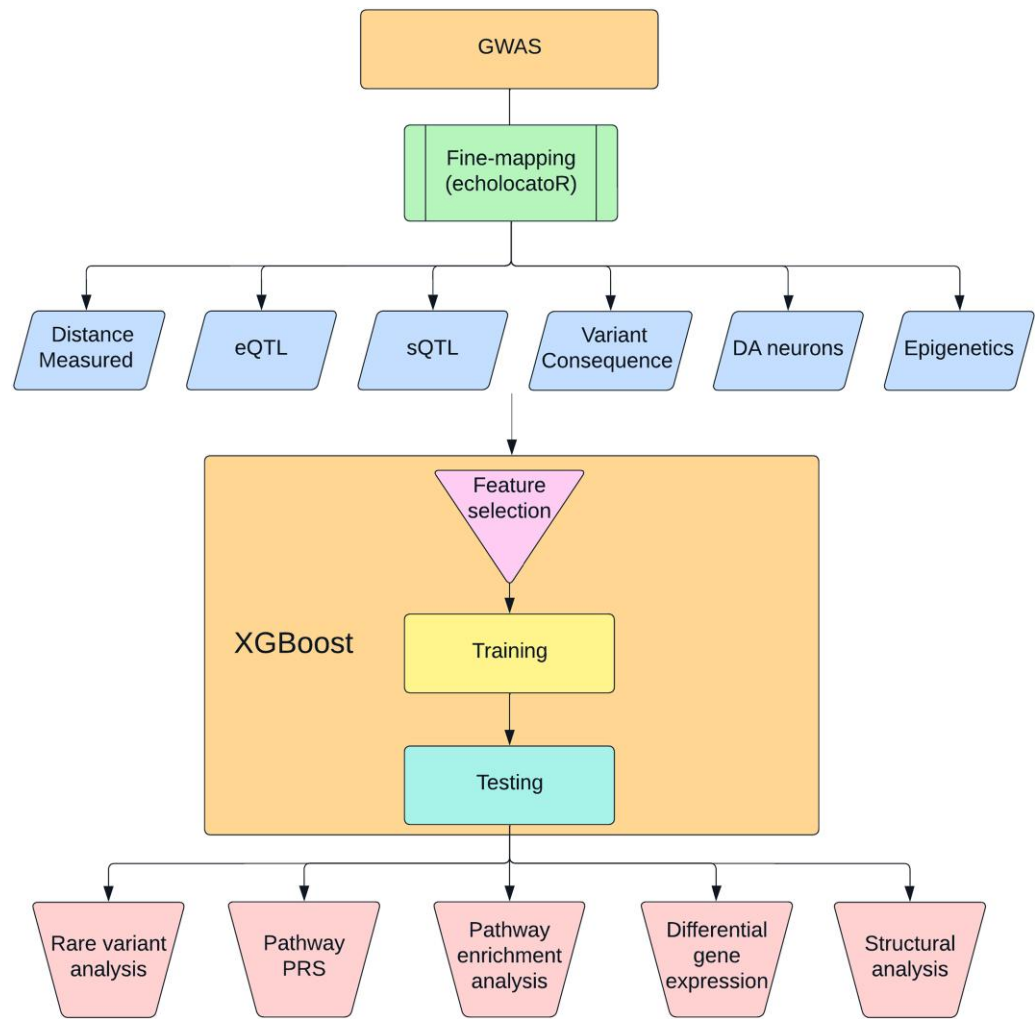 GWAS
Fine-mapping
(echolocatoR)
Distance
Measured
eQTL
sQTL
Variant
Consequence
DA neurons
Epigenetics
Feature
selection
XGBoost
Training
Testing
Rare variant
analysis
Pathway
PRS
Pathway
enrichment
analysis
Differential
gene
expression
Structural
analysis